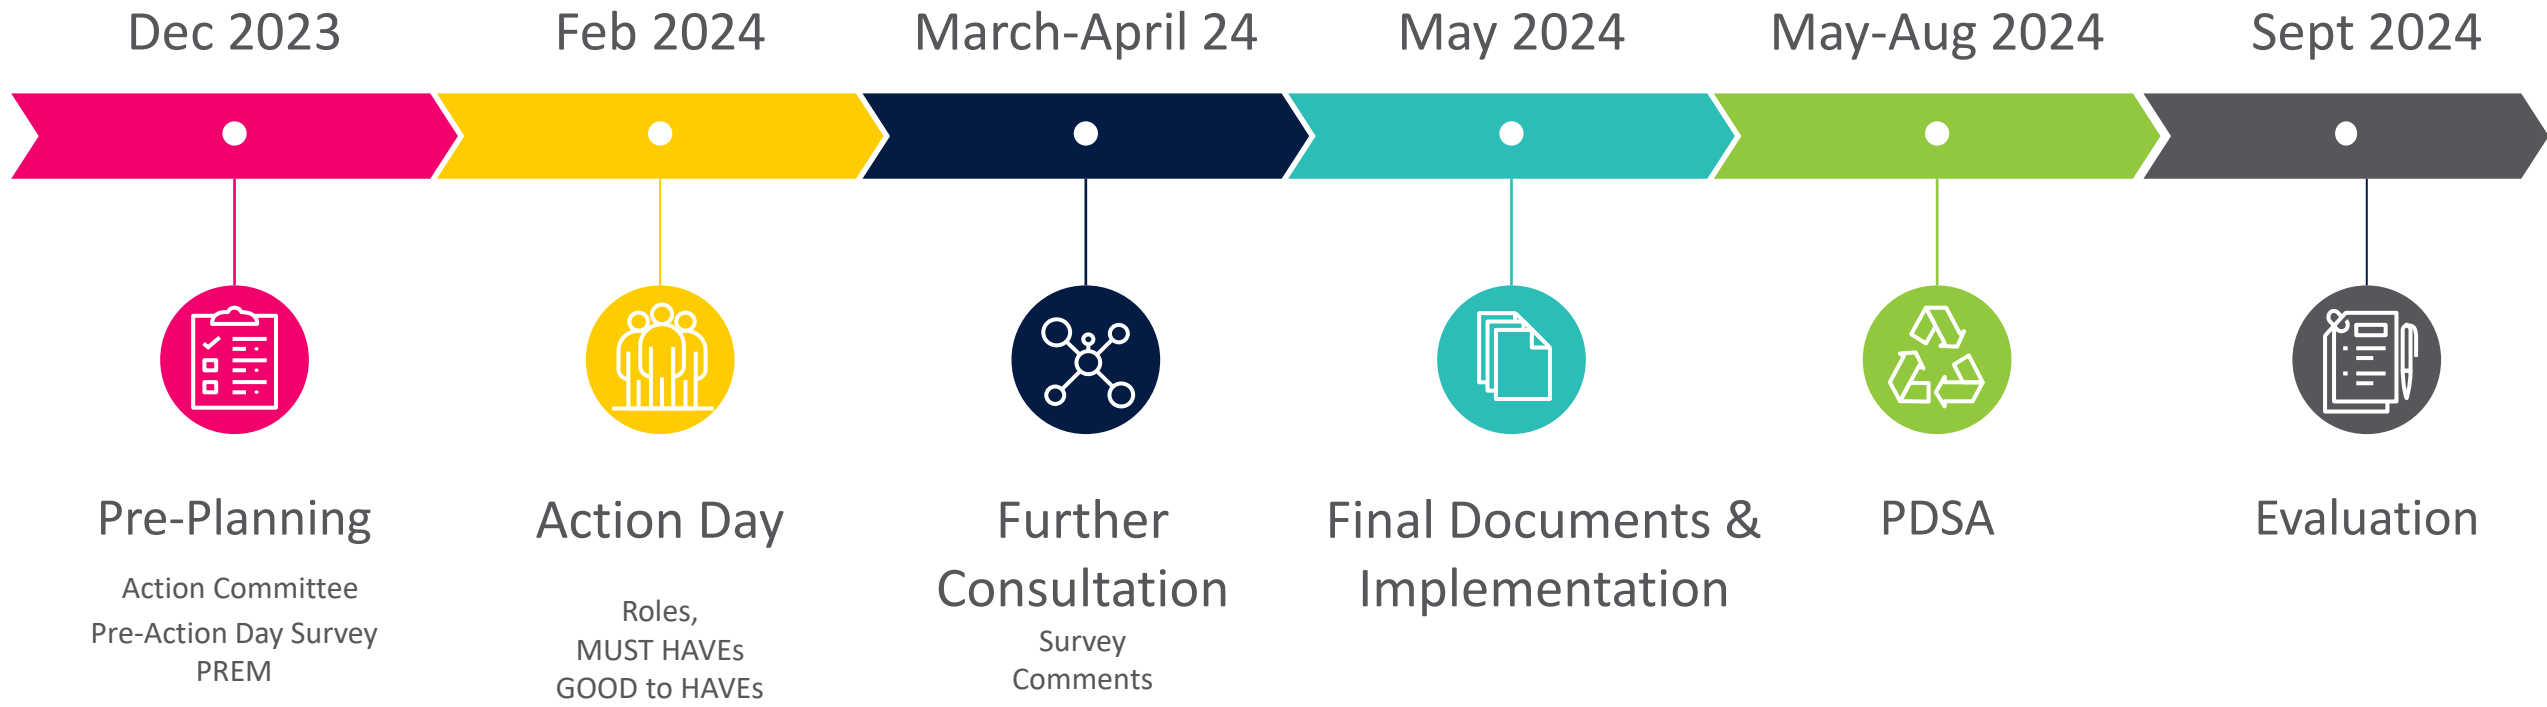 Dec 2023
Feb 2024
March-April 24
May 2024
May-Aug 2024
Sept 2024
Pre-Planning
Action Committee
Pre-Action Day Survey
PREM
Action Day
Roles,
MUST HAVEs
GOOD to HAVEs
Further
Consultation
Survey
Comments
Final Documents &
Implementation
PDSA
Evaluation